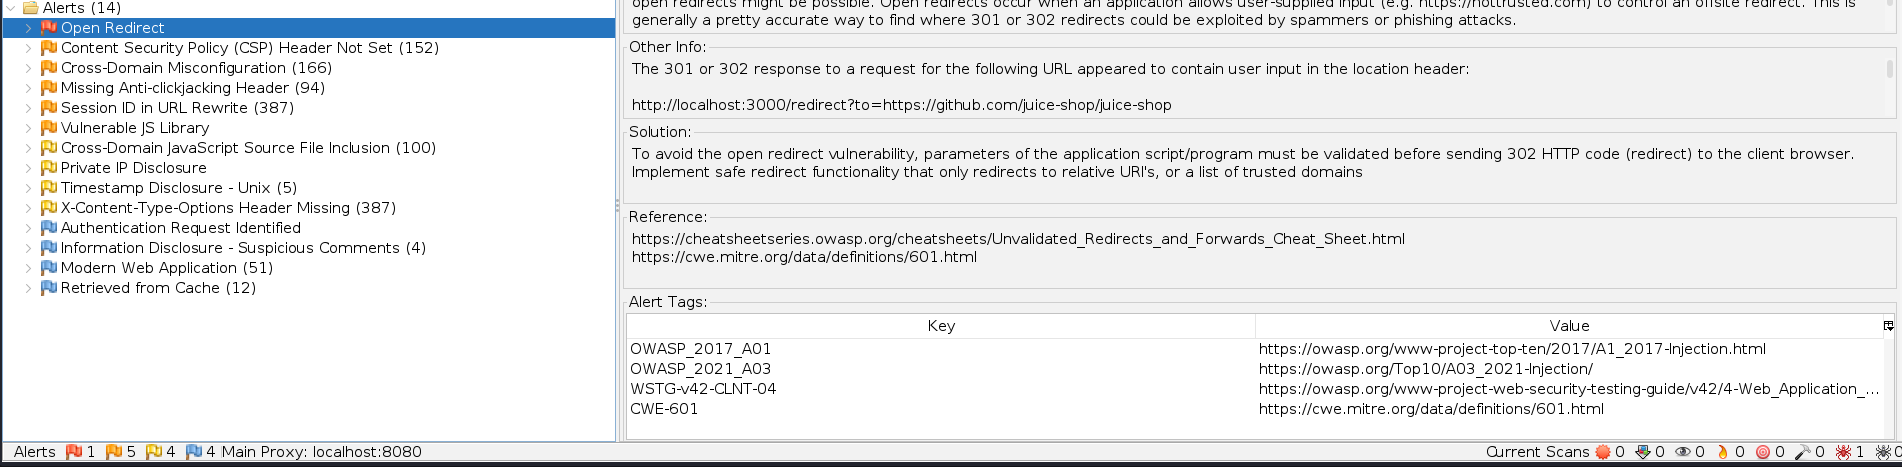 Alerts (14)
Open Redirect
Content Security Policy (CSP) Header Not Set (152)
Cross-Domain Misconfiguration (166)
Missing Anti-clickjacking Header (94)
Session ID in URL Rewrite (387)
Vulnerable JS Library
Cross-Domain JavaScript Source File Inclusion (100)
Private IP Disclosure
Timestamp Disclosure - Unix (5)
X-Content-Type-Options Header Missing (387)
Authentication Request Identified
Information Disclosure - Suspicious Comments (4)
Modern Web Application (51)
Retrieved from Cache (12)
open redirects might be possible. Open redirects occur when an application allows user-supplied input (e.g. https://nottrusted.com) to control an offsite redirect. This is
generally a pretty accurate way to find where 301 or 302 redirects could be exploited by spammers or phishing attacks.
Other Info:
The 301 or 302 response to a request for the following URL appeared to contain user input in the location header:
http://localhost:3000/redirect?to=https://github.com/juice-shop/juice-shop
Solution:
To avoid the open redirect vulnerability, parameters of the application script/program must be validated before sending 302 HTTP code (redirect) to the client browser.
Implement safe redirect functionality that only redirects to relative URI's, or a list of trusted domains
Reference:
https://cheatsheetseries.owasp.org/cheatsheets/Unvalidated_Redirects_and_Forwards_Cheat_Sheet.html
https://cwe.mitre.org/data/definitions/601.html
Alert Tags:
Key Value
OWASP_2017_A01 https://owasp.org/www-project-top-ten/2017/A1_2017-Injection.html
OWASP_2021_A03 https://owasp.org/Top10/A03_2021-Injection/
WSTG-v42-CLNT-04 https://owasp.org/www-project-web-security-testing-guide/v42/4-Web_Application_...
CWE-601 https://cwe.mitre.org/data/definitions/601.html
Alerts 1 5 4 4 Main Proxy: localhost:8080 Current Scans 0 0 0 0 0 0 1 0